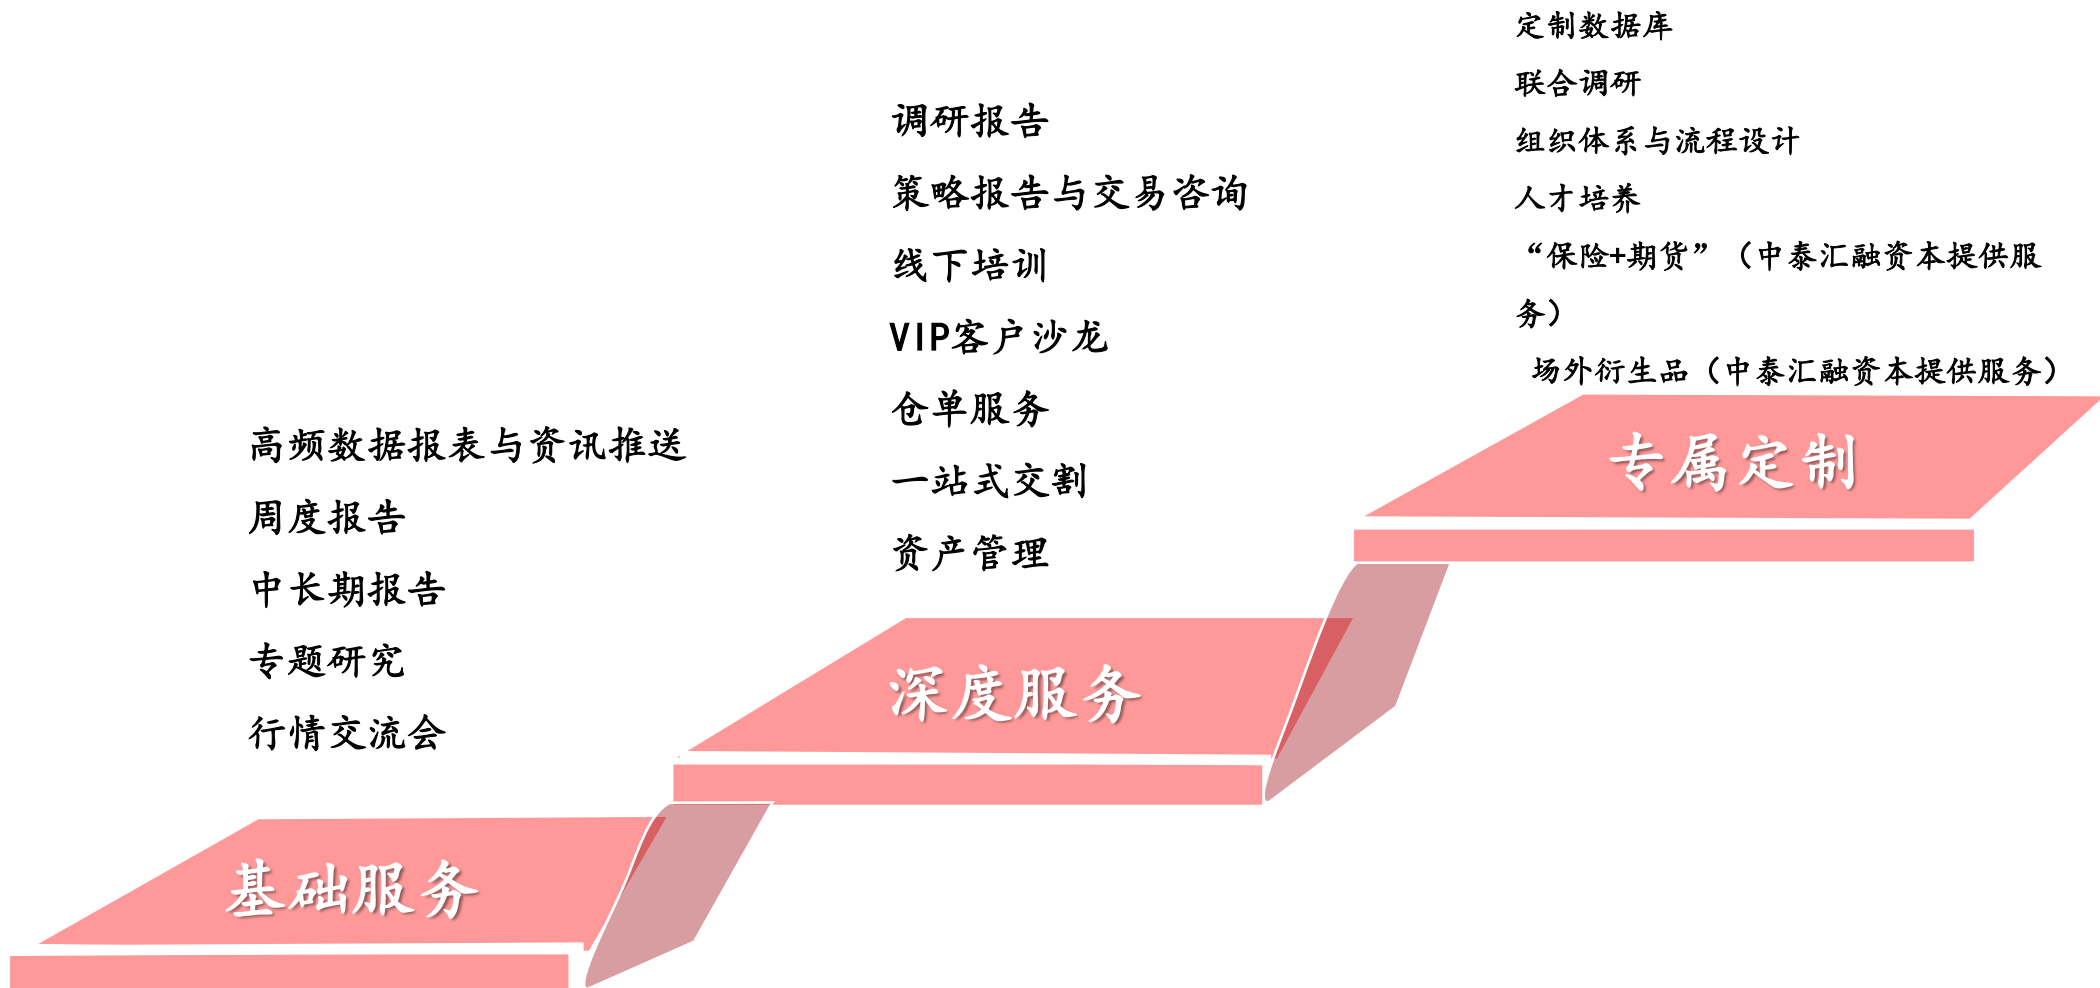 高频数据报表与资讯推送
周度报告
中长期报告
专题研究
行情交流会
基础服务
调研报告
策略报告与交易咨询
线下培训
VIP客户沙龙
仓单服务
一站式交割
资产管理
深度服务
定制数据库
联合调研
组织体系与流程设计
人才培养
“保险+期货”（中泰汇融资本提供服
务）
场外衍生品（中泰汇融资本提供服务）
专属定制